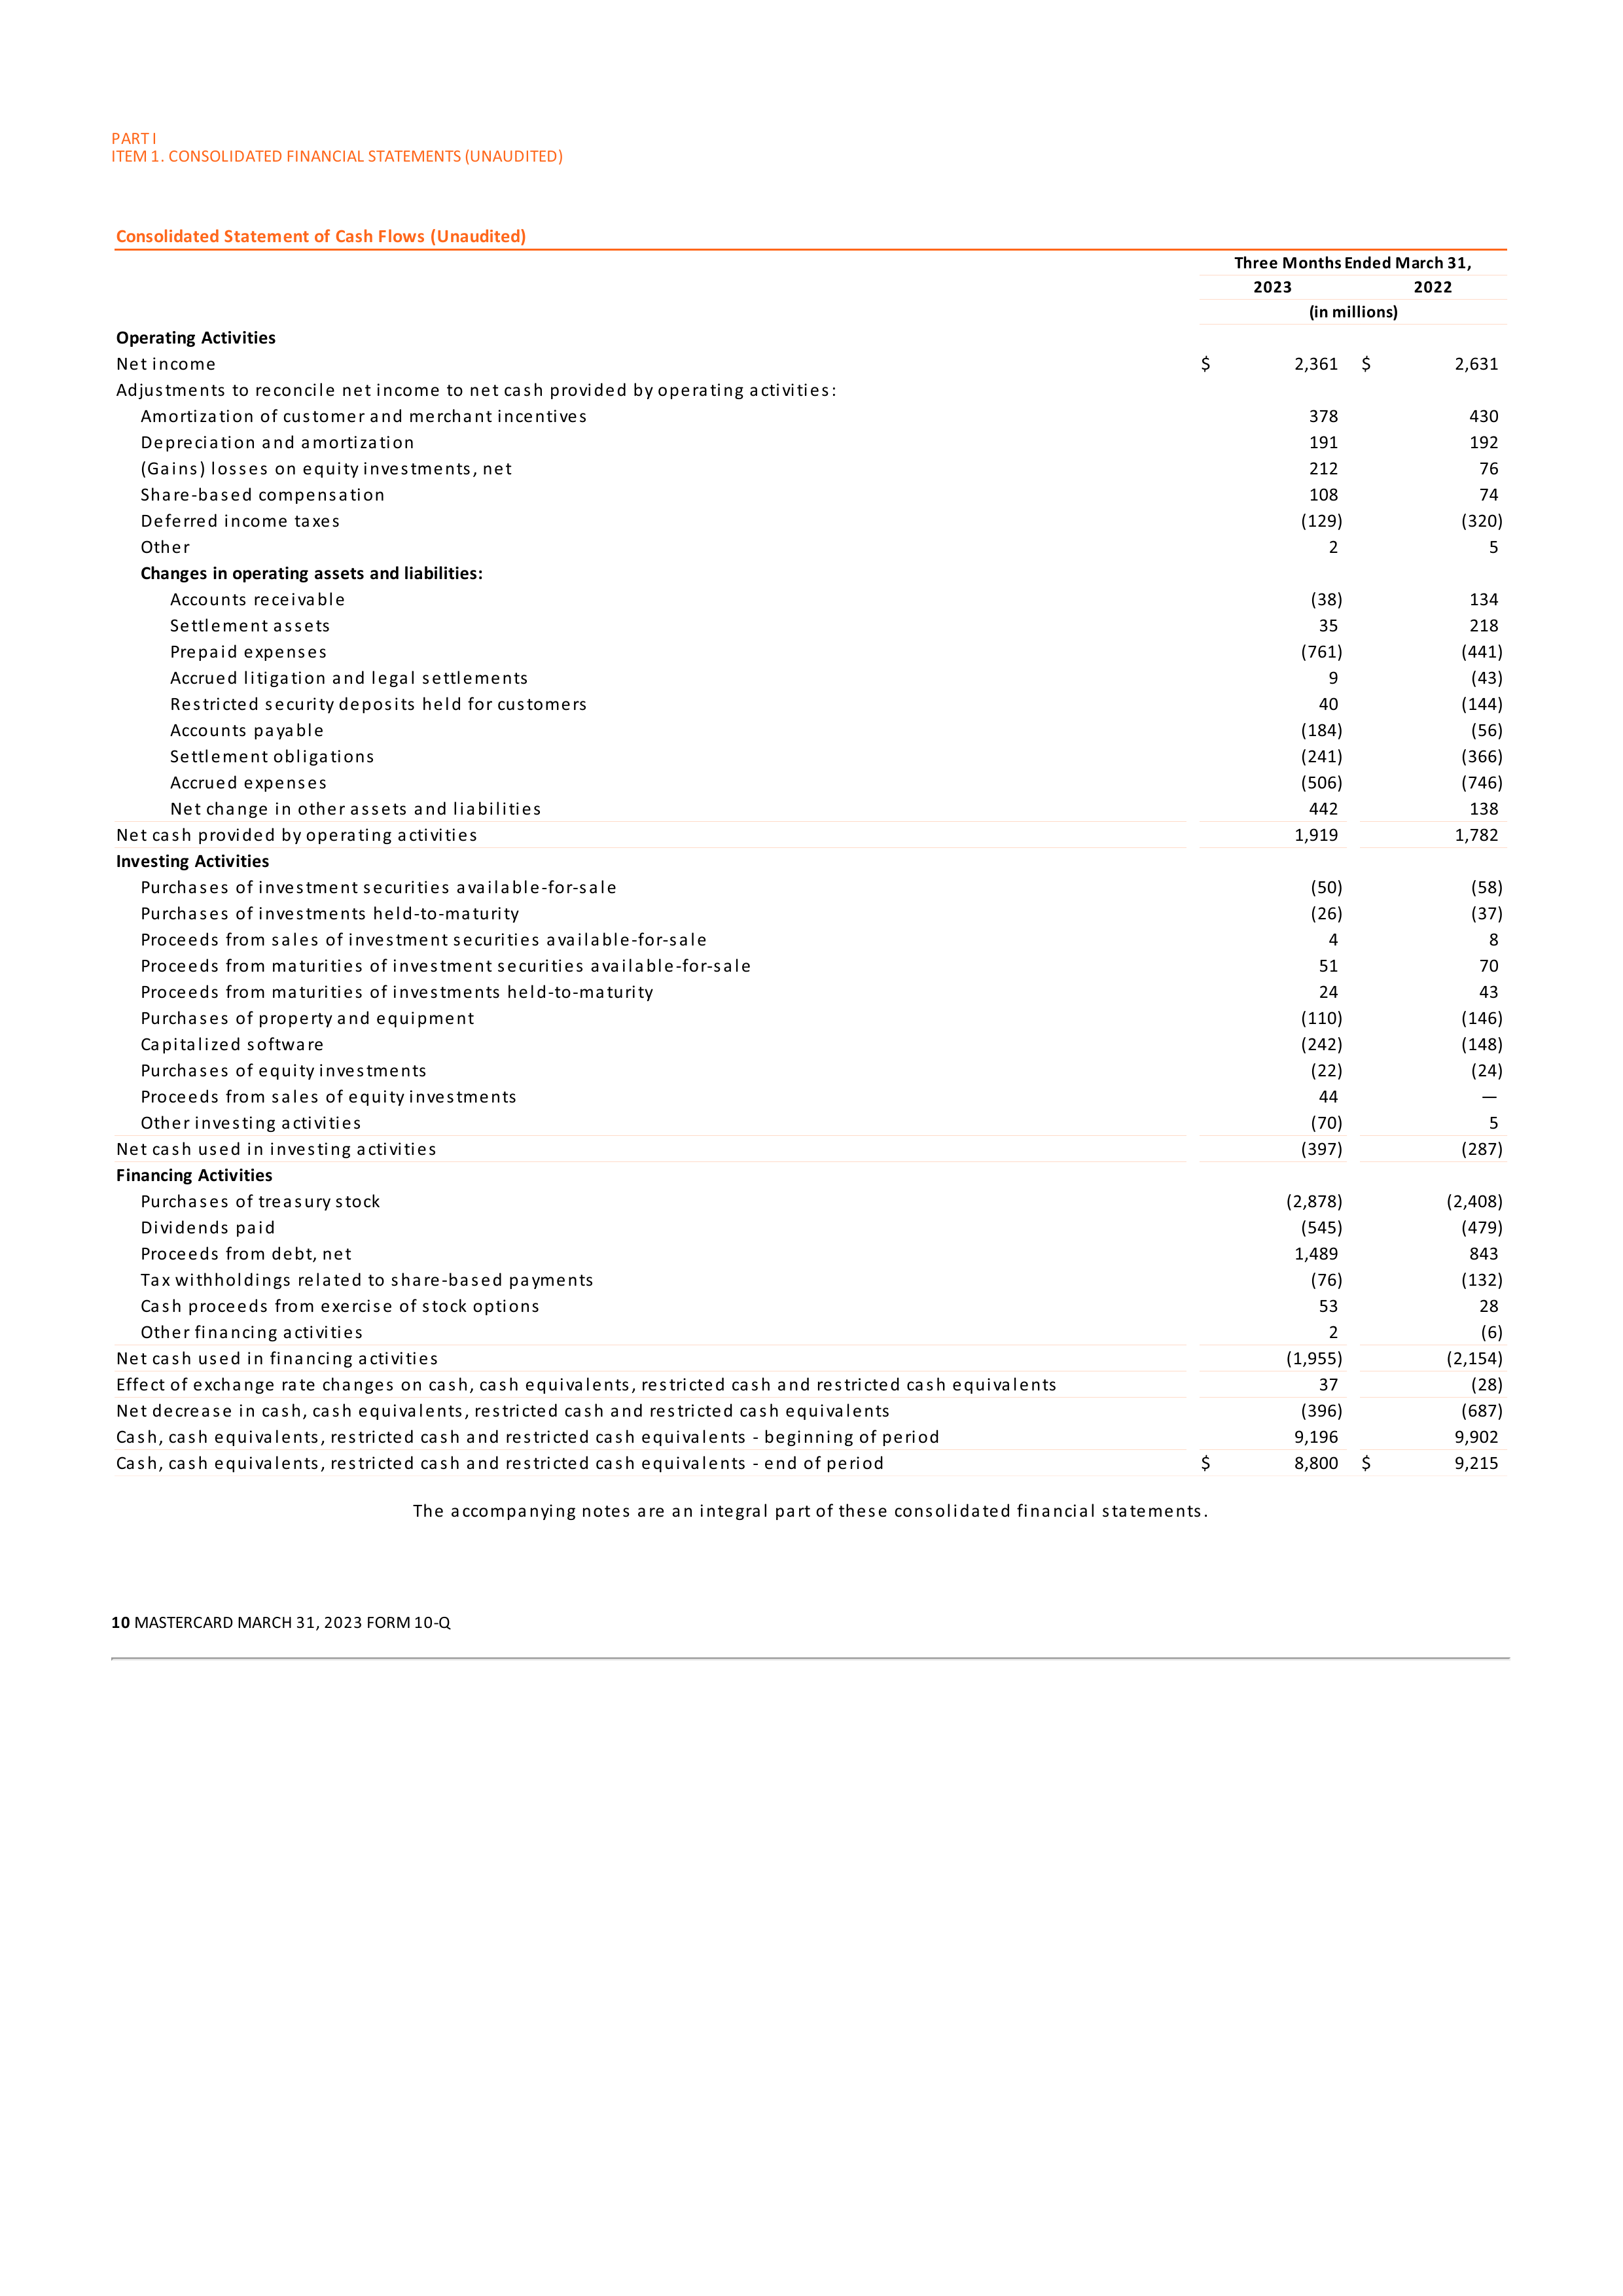 PART I
ITEM 1. CONSOLIDATED FINANCIAL STATEMENTS (UNAUDITED)
Consolidated Statement of Cash Flows (Unaudited)
Three Months Ended March 31,
2023 2022
(in millions)
Operating Activities
Net income $ 2,361 $ 2,631
Adjustments to reconcile net income to net cash provided by operating activities:
Amortization of customer and merchant incentives 378 430
Depreciation and amortization 191 192
(Gains) losses on equity investments, net 212 76
Share-based compensation 108 74
Deferred income taxes (129) (320)
Other 2 5
Changes in operating assets and liabilities:
Accounts receivable (38) 134
Settlement assets 35 218
Prepaid expenses (761) (441)
Accrued litigation and legal settlements 9 (43)
Restricted security deposits held for customers 40 (144)
Accounts payable (184) (56)
Settlement obligations (241) (366)
Accrued expenses (506) (746)
Net change in other assets and liabilities 442 138
Net cash provided by operating activities 1,919 1,782
Investing Activities
Purchases of investment securities available-for-sale (50) (58)
Purchases of investments held-to-maturity (26) (37)
Proceeds from sales of investment securities available-for-sale 4 8
Proceeds from maturities of investment securities available-for-sale 51 70
Proceeds from maturities of investments held-to-maturity 24 43
Purchases of property and equipment (110) (146)
Capitalized software (242) (148)
Purchases of equity investments (22) (24)
Proceeds from sales of equity investments 44 —
Other investing activities (70) 5
Net cash used in investing activities (397) (287)
Financing Activities
Purchases of treasury stock (2,878) (2,408)
Dividends paid (545) (479)
Proceeds from debt, net 1,489 843
Tax withholdings related to share-based payments (76) (132)
Cash proceeds from exercise of stock options 53 28
Other financing activities 2 (6)
Net cash used in financing activities (1,955) (2,154)
Effect of exchange rate changes on cash, cash equivalents, restricted cash and restricted cash equivalents 37 (28)
Net decrease in cash, cash equivalents, restricted cash and restricted cash equivalents (396) (687)
Cash, cash equivalents, restricted cash and restricted cash equivalents - beginning of period 9,196 9,902
Cash, cash equivalents, restricted cash and restricted cash equivalents - end of period $ 8,800 $ 9,215
The accompanying notes are an integral part of these consolidated financial statements.
10 MASTERCARD MARCH 31, 2023 FORM 10-Q